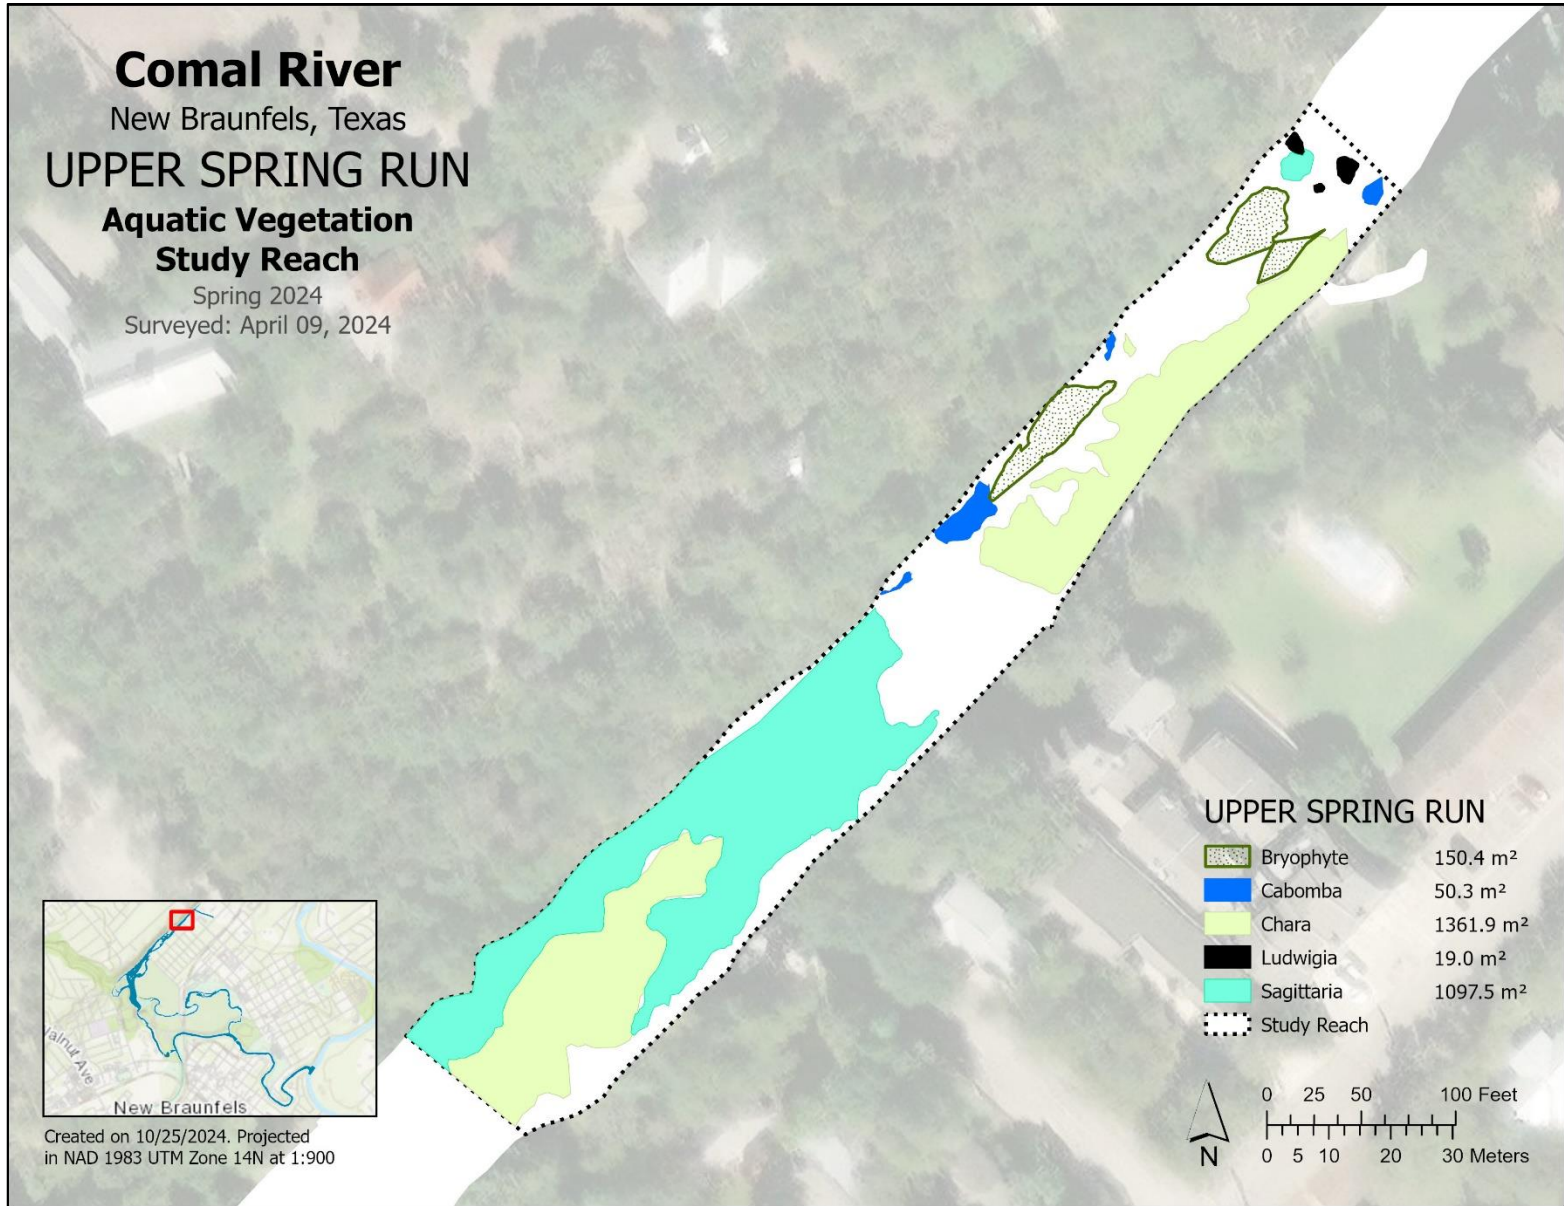 Comal River
New Braunfels, Texas
UPPER SPRING RUN
Aquatic Vegetation
Study Reach
Spring 2024
Surveyed: April 09, 2024
UPPER SPRING RUN
Bryophyte 150.4 m²
Cabomba 50.3 m²
Chara 1361.9 m²
Ludwigia 19.0 m²
Sagittaria 1097.5 m²
Study Reach
0 25 50 100 Feet
0 5 10 20 30 Meters
N
alnut Ave
New Braunfels
Created on 10/25/2024. Projected
in NAD 1983 UTM Zone 14N at 1:900